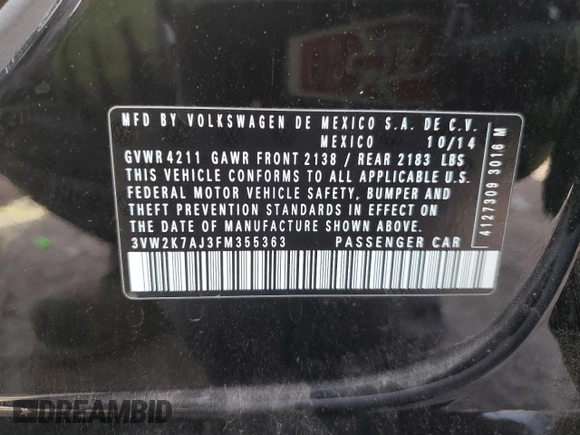 MFD BY VOLKSWAGEN DE MEXICO S.A. DE C.V.
MEXICO 10/14
GVWR 4211 GAWR FRONT 2138 / REAR 2183 LBS
THIS VEHICLE CONFORMS TO ALL APPLICABLE U.S.
FEDERAL MOTOR VEHICLE SAFETY, BUMPER AND
THEFT PREVENTION STANDARDS IN EFFECT ON
THE DATE OF MANUFACTURE SHOWN ABOVE.
3VW2K7AJ3FM355363 PASSENGER CAR
4127309 3016 M
DREAMBID